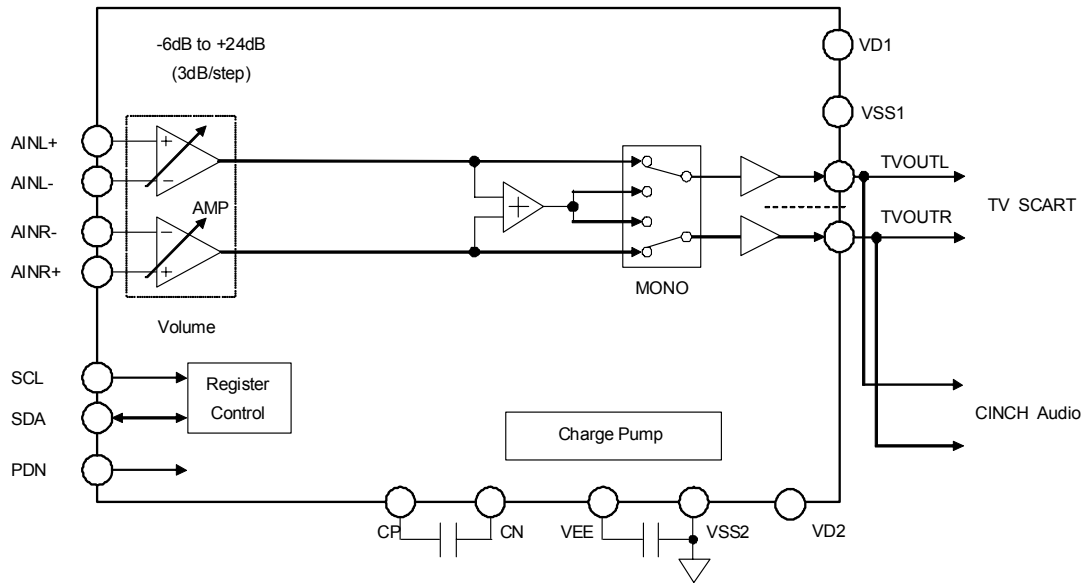 -6dB to +24dB
(3dB/step)
VD1
VSS1
AINL+
AINL-
AINR-
AINR+
+
−
AMP
−
+
+
Volume
MONO
TVOUTL
TVOUTR
TV SCART
CINCH Audio
SCL
SDA
PDN
Register
Control
Charge Pump
CP
CN
VEE
VSS2
VD2